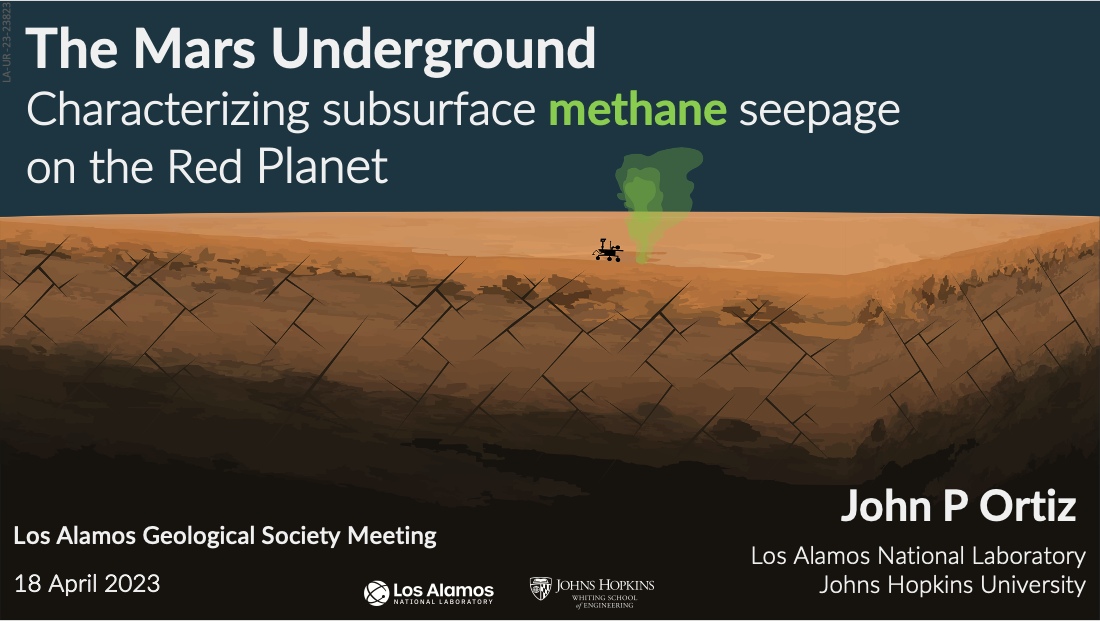 LA-UR-23-23823
The Mars Underground
Characterizing subsurface methane seepage
on the Red Planet
John P Ortiz
Los Alamos Geological Society Meeting
Los Alamos National Laboratory
18 April 2023
Johns Hopkins University
Los Alamos
NATIONAL LABORATORY
JOHNS HOPKINS
WHITING SCHOOL
of ENGINEERING